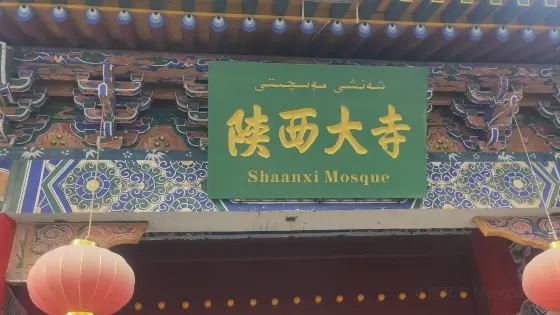 شەنشى مەسچىتى
陕西大寺
Shaanxi Mosque